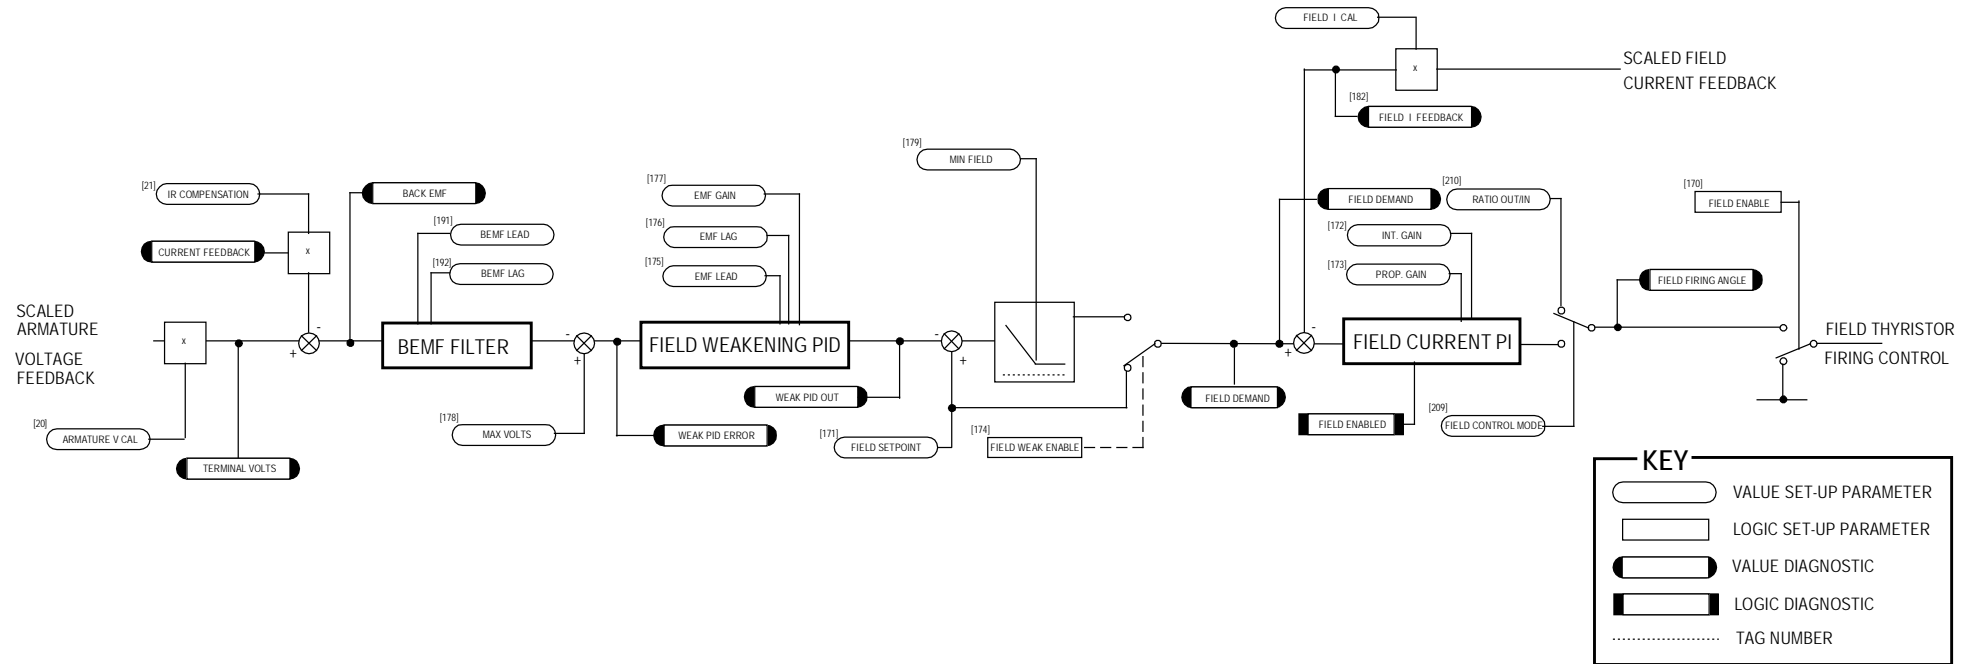 FIELD I CAL
x
SCALED FIELD
CURRENT FEEDBACK
[182]
FIELD I FEEDBACK
[179]
MIN FIELD
[21]
IR COMPENSATION
BACK EMF
[177]
EMF GAIN
FIELD DEMAND
[210]
RATIO OUT/IN
[170]
FIELD ENABLE
[191]
BEMF LEAD
[176]
EMF LAG
[172]
INT. GAIN
CURRENT FEEDBACK
x
[192]
BEMF LAG
[175]
EMF LEAD
[173]
PROP. GAIN
FIELD FIRING ANGLE
SCALED
ARMATURE
VOLTAGE
FEEDBACK
x
-
+
BEMF FILTER
-
+
FIELD WEAKENING PID
-
+
-
+
FIELD CURRENT PI
FIELD THYRISTOR
FIRING CONTROL
WEAK PID OUT
FIELD DEMAND
[20]
ARMATURE V CAL
[178]
MAX VOLTS
WEAK PID ERROR
[171]
FIELD SETPOINT
[174]
FIELD WEAK ENABLE
FIELD ENABLED
[209]
FIELD CONTROL MODE
TERMINAL VOLTS
KEY
VALUE SET-UP PARAMETER
LOGIC SET-UP PARAMETER
VALUE DIAGNOSTIC
LOGIC DIAGNOSTIC
TAG NUMBER